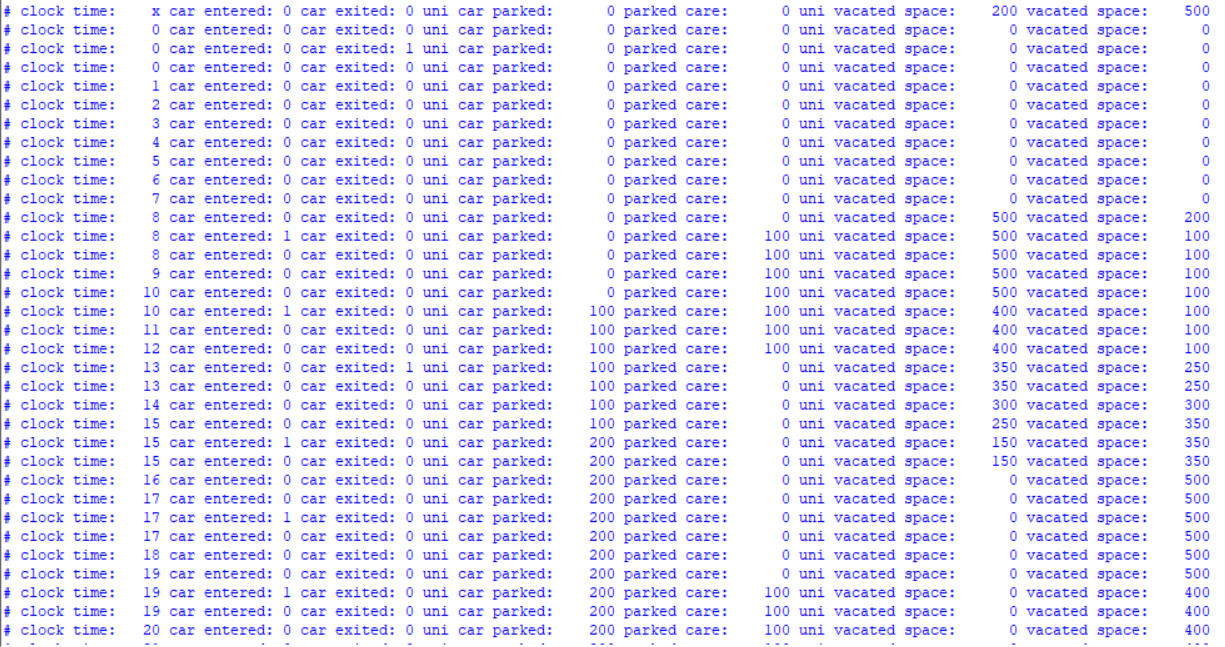 # clock time: x car entered: 0 car exited: 0 uni car parked: 0 parked care: 0 uni vacated space: 200 vacated space: 500
# clock time: 0 car entered: 0 car exited: 0 uni car parked: 0 parked care: 0 uni vacated space: 0 vacated space: 0
# clock time: 0 car entered: 0 car exited: 1 uni car parked: 0 parked care: 0 uni vacated space: 0 vacated space: 0
# clock time: 0 car entered: 0 car exited: 0 uni car parked: 0 parked care: 0 uni vacated space: 0 vacated space: 0
# clock time: 1 car entered: 0 car exited: 0 uni car parked: 0 parked care: 0 uni vacated space: 0 vacated space: 0
# clock time: 2 car entered: 0 car exited: 0 uni car parked: 0 parked care: 0 uni vacated space: 0 vacated space: 0
# clock time: 3 car entered: 0 car exited: 0 uni car parked: 0 parked care: 0 uni vacated space: 0 vacated space: 0
# clock time: 4 car entered: 0 car exited: 0 uni car parked: 0 parked care: 0 uni vacated space: 0 vacated space: 0
# clock time: 5 car entered: 0 car exited: 0 uni car parked: 0 parked care: 0 uni vacated space: 0 vacated space: 0
# clock time: 6 car entered: 0 car exited: 0 uni car parked: 0 parked care: 0 uni vacated space: 0 vacated space: 0
# clock time: 7 car entered: 0 car exited: 0 uni car parked: 0 parked care: 0 uni vacated space: 0 vacated space: 0
# clock time: 8 car entered: 0 car exited: 0 uni car parked: 0 parked care: 0 uni vacated space: 500 vacated space: 200
# clock time: 8 car entered: 1 car exited: 0 uni car parked: 0 parked care: 100 uni vacated space: 500 vacated space: 100
# clock time: 8 car entered: 0 car exited: 0 uni car parked: 0 parked care: 100 uni vacated space: 500 vacated space: 100
# clock time: 9 car entered: 0 car exited: 0 uni car parked: 0 parked care: 100 uni vacated space: 500 vacated space: 100
# clock time: 10 car entered: 0 car exited: 0 uni car parked: 0 parked care: 100 uni vacated space: 500 vacated space: 100
# clock time: 10 car entered: 1 car exited: 0 uni car parked: 100 parked care: 100 uni vacated space: 400 vacated space: 100
# clock time: 11 car entered: 0 car exited: 0 uni car parked: 100 parked care: 100 uni vacated space: 400 vacated space: 100
# clock time: 12 car entered: 0 car exited: 0 uni car parked: 100 parked care: 100 uni vacated space: 400 vacated space: 100
# clock time: 13 car entered: 0 car exited: 1 uni car parked: 100 parked care: 0 uni vacated space: 350 vacated space: 250
# clock time: 13 car entered: 0 car exited: 0 uni car parked: 100 parked care: 0 uni vacated space: 350 vacated space: 250
# clock time: 14 car entered: 0 car exited: 0 uni car parked: 100 parked care: 0 uni vacated space: 300 vacated space: 300
# clock time: 15 car entered: 0 car exited: 0 uni car parked: 100 parked care: 0 uni vacated space: 250 vacated space: 350
# clock time: 15 car entered: 1 car exited: 0 uni car parked: 200 parked care: 0 uni vacated space: 150 vacated space: 350
# clock time: 15 car entered: 0 car exited: 0 uni car parked: 200 parked care: 0 uni vacated space: 150 vacated space: 350
# clock time: 16 car entered: 0 car exited: 0 uni car parked: 200 parked care: 0 uni vacated space: 0 vacated space: 500
# clock time: 17 car entered: 0 car exited: 0 uni car parked: 200 parked care: 0 uni vacated space: 0 vacated space: 500
# clock time: 17 car entered: 1 car exited: 0 uni car parked: 200 parked care: 0 uni vacated space: 0 vacated space: 500
# clock time: 17 car entered: 0 car exited: 0 uni car parked: 200 parked care: 0 uni vacated space: 0 vacated space: 500
# clock time: 18 car entered: 0 car exited: 0 uni car parked: 200 parked care: 0 uni vacated space: 0 vacated space: 500
# clock time: 19 car entered: 0 car exited: 0 uni car parked: 200 parked care: 0 uni vacated space: 0 vacated space: 500
# clock time: 19 car entered: 1 car exited: 0 uni car parked: 200 parked care: 100 uni vacated space: 0 vacated space: 400
# clock time: 19 car entered: 0 car exited: 0 uni car parked: 200 parked care: 100 uni vacated space: 0 vacated space: 400
# clock time: 20 car entered: 0 car exited: 0 uni car parked: 200 parked care: 100 uni vacated space: 0 vacated space: 400